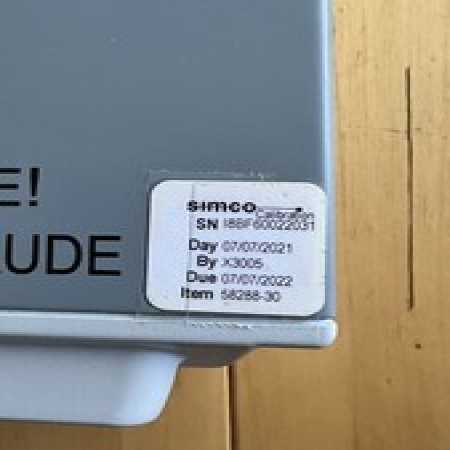 E!
UDE
simco
Calibration
SN I8BF60022031
Day 07/07/2021
By X3005
Due 07/07/2022
Item 58288-30